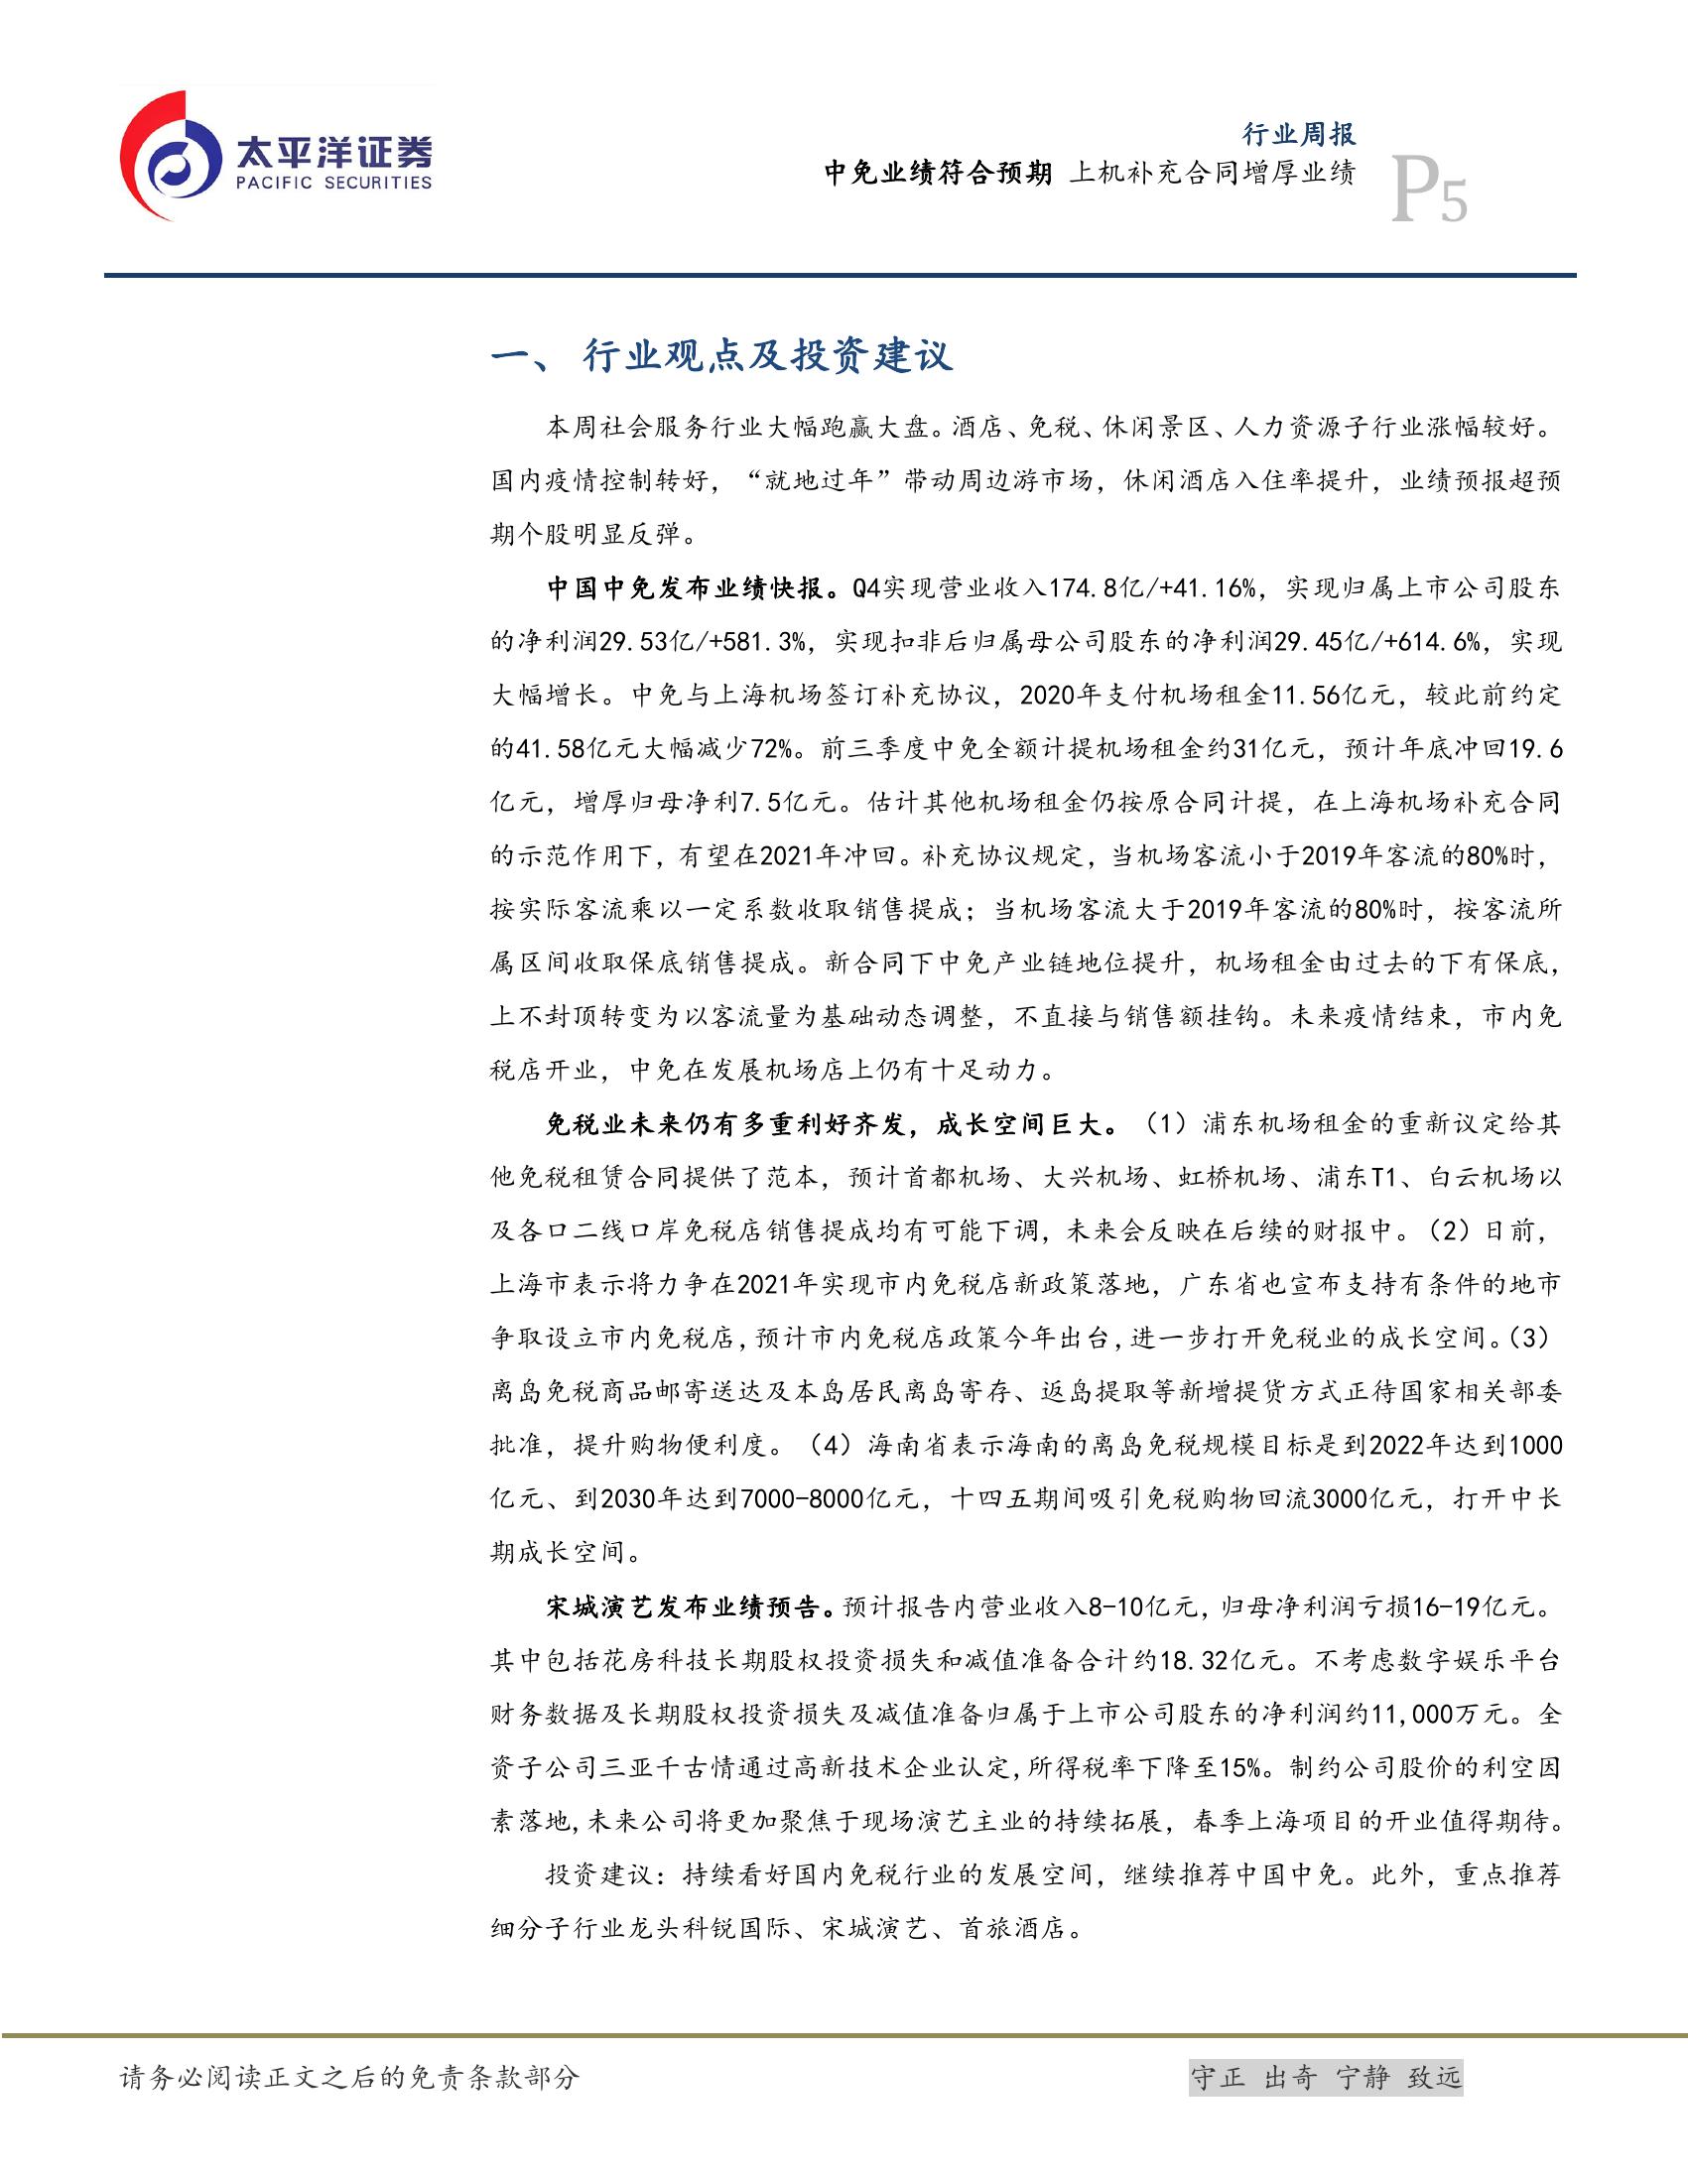 太平洋证券
PACIFIC SECURITIES
行业周报
中免业绩符合预期 上机补充合同增厚业绩
P5
一、 行业观点及投资建议
本周社会服务行业大幅跑赢大盘。酒店、免税、休闲景区、人力资源子行业涨幅较好。
国内疫情控制转好，“就地过年”带动周边游市场，休闲酒店入住率提升，业绩预报超预
期个股明显反弹。
中国中免发布业绩快报。Q4实现营业收入174.8亿/+41.16%，实现归属上市公司股东
的净利润29.53亿/+581.3%，实现扣非后归属母公司股东的净利润29.45亿/+614.6%，实现
大幅增长。中免与上海机场签订补充协议，2020年支付机场租金11.56亿元，较此前约定
的41.58亿元大幅减少72%。前三季度中免全额计提机场租金约31亿元，预计年底冲回19.6
亿元，增厚归母净利7.5亿元。估计其他机场租金仍按原合同计提，在上海机场补充合同
的示范作用下，有望在2021年冲回。补充协议规定，当机场客流小于2019年客流的80%时，
按实际客流乘以一定系数收取销售提成；当机场客流大于2019年客流的80%时，按客流所
属区间收取保底销售提成。新合同下中免产业链地位提升，机场租金由过去的下有保底，
上不封顶转变为以客流量为基础动态调整，不直接与销售额挂钩。未来疫情结束，市内免
税店开业，中免在发展机场店上仍有十足动力。
免税业未来仍有多重利好齐发，成长空间巨大。（1）浦东机场租金的重新议定给其
他免税租赁合同提供了范本，预计首都机场、大兴机场、虹桥机场、浦东T1、白云机场以
及各口二线口岸免税店销售提成均有可能下调，未来会反映在后续的财报中。（2）日前，
上海市表示将力争在2021年实现市内免税店新政策落地，广东省也宣布支持有条件的地市
争取设立市内免税店,预计市内免税店政策今年出台,进一步打开免税业的成长空间。（3）
离岛免税商品邮寄送达及本岛居民离岛寄存、返岛提取等新增提货方式正待国家相关部委
批准，提升购物便利度。（4）海南省表示海南的离岛免税规模目标是到2022年达到1000
亿元、到2030年达到7000-8000亿元，十四五期间吸引免税购物回流3000亿元，打开中长
期成长空间。
宋城演艺发布业绩预告。预计报告内营业收入8-10亿元,归母净利润亏损16-19亿元。
其中包括花房科技长期股权投资损失和减值准备合计约18.32亿元。不考虑数字娱乐平台
财务数据及长期股权投资损失及减值准备归属于上市公司股东的净利润约11,000万元。全
资子公司三亚千古情通过高新技术企业认定,所得税率下降至15%。制约公司股价的利空因
素落地,未来公司将更加聚焦于现场演艺主业的持续拓展，春季上海项目的开业值得期待。
投资建议：持续看好国内免税行业的发展空间，继续推荐中国中免。此外，重点推荐
细分子行业龙头科锐国际、宋城演艺、首旅酒店。
请务必阅读正文之后的免责条款部分
守正 出奇 宁静 致远